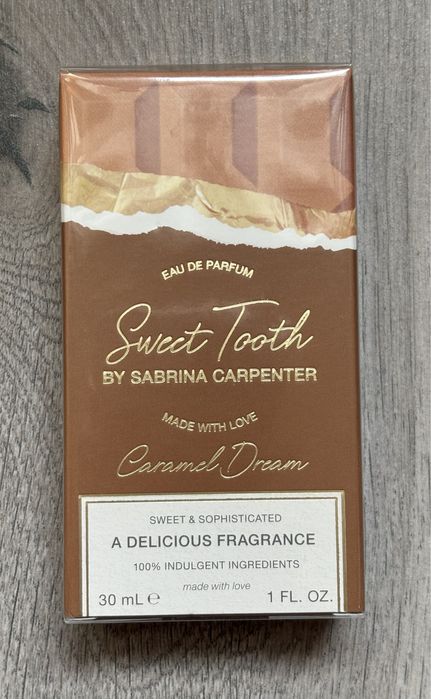 EAU DE PARFUM
Sweet Tooth
BY SABRINA CARPENTER
MADE WITH LOVE
Caramel Dream
SWEET & SOPHISTICATED
A DELICIOUS FRAGRANCE
100% INDULGENT INGREDIENTS
made with love
30 mL ℮ 1 FL. OZ.